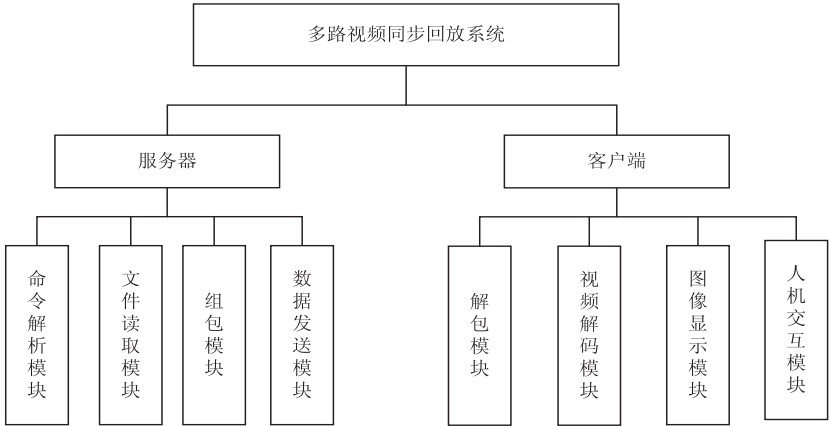 多路视频同步回放系统
服务器
客户端
命令解析模块
文件读取模块
组包模块
数据发送模块
解包模块
视频解码模块
图像显示模块
人机交互模块